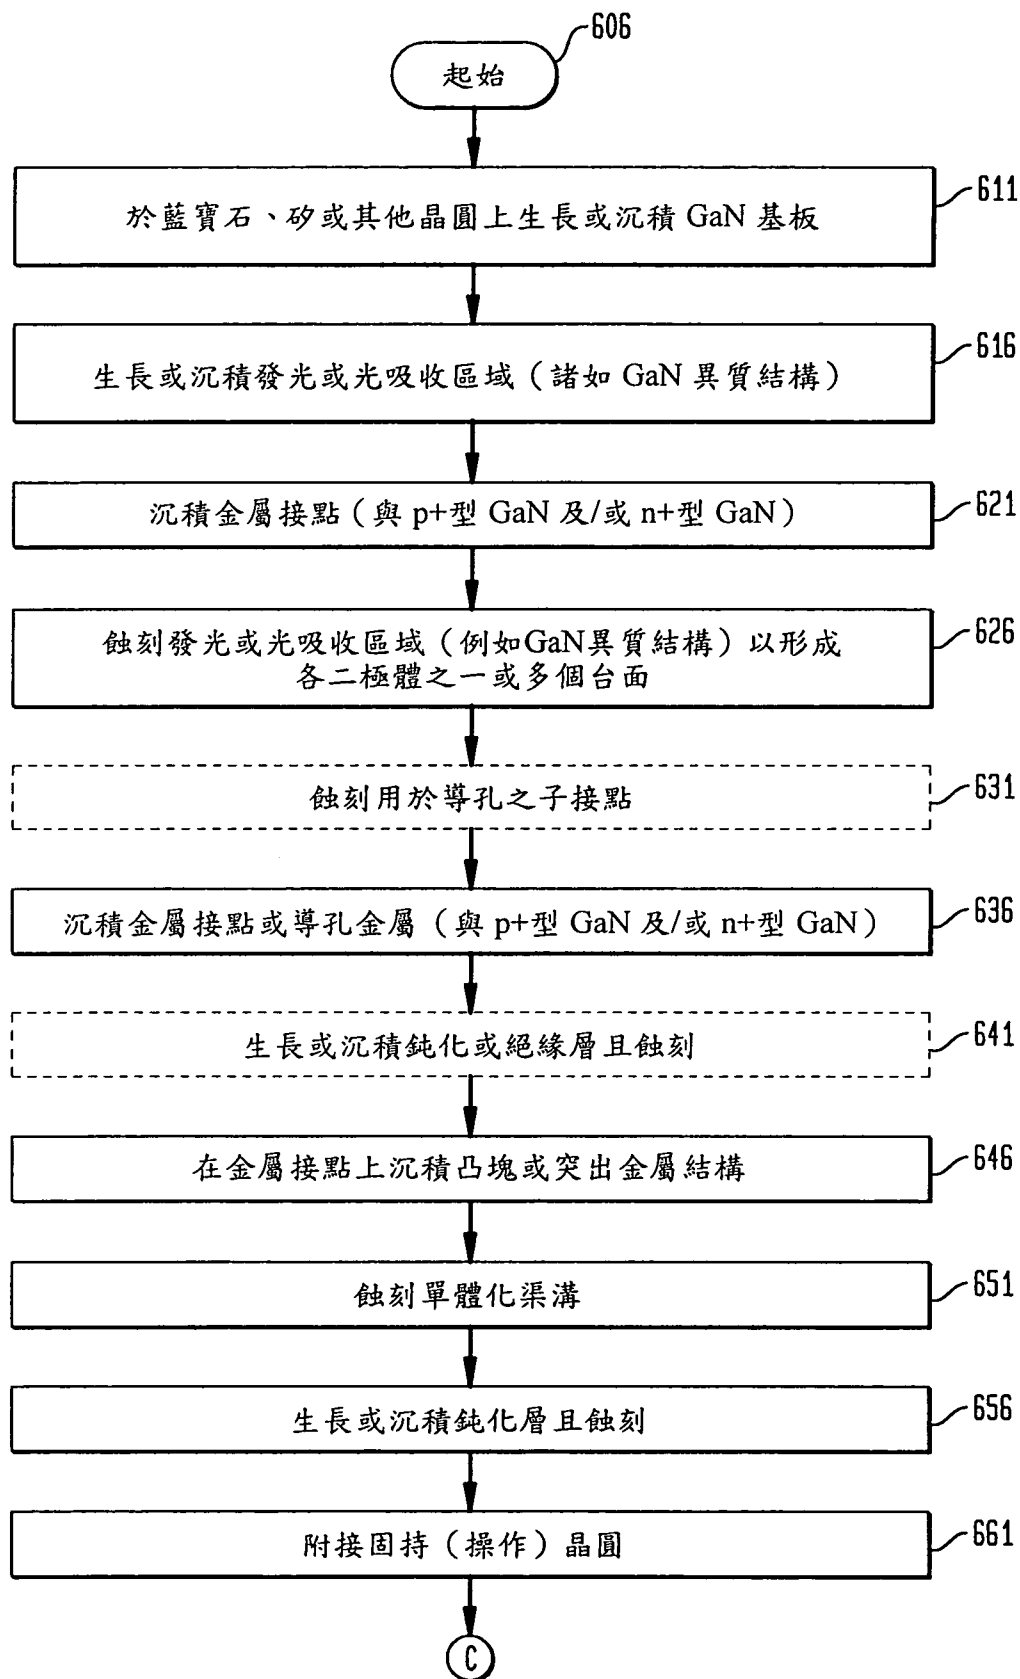 606
起始
611
於藍寶石、矽或其他晶圓上生長或沉積 GaN 基板
616
生長或沉積發光或光吸收區域（諸如 GaN 異質結構）
沉積金屬接點（與 p+型 GaN 及/或 n+型 GaN）
621
蝕刻發光或光吸收區域（例如GaN異質結構）以形成
各二極體之一或多個台面
626
蝕刻用於導孔之子接點
631
沉積金屬接點或導孔金屬（與 p+型 GaN 及/或 n+型 GaN）
636
生長或沉積鈍化或絕緣層且蝕刻
641
在金屬接點上沉積凸塊或突出金屬結構
646
蝕刻單體化渠溝
651
生長或沉積鈍化層且蝕刻
656
附接固持（操作）晶圓
661
C